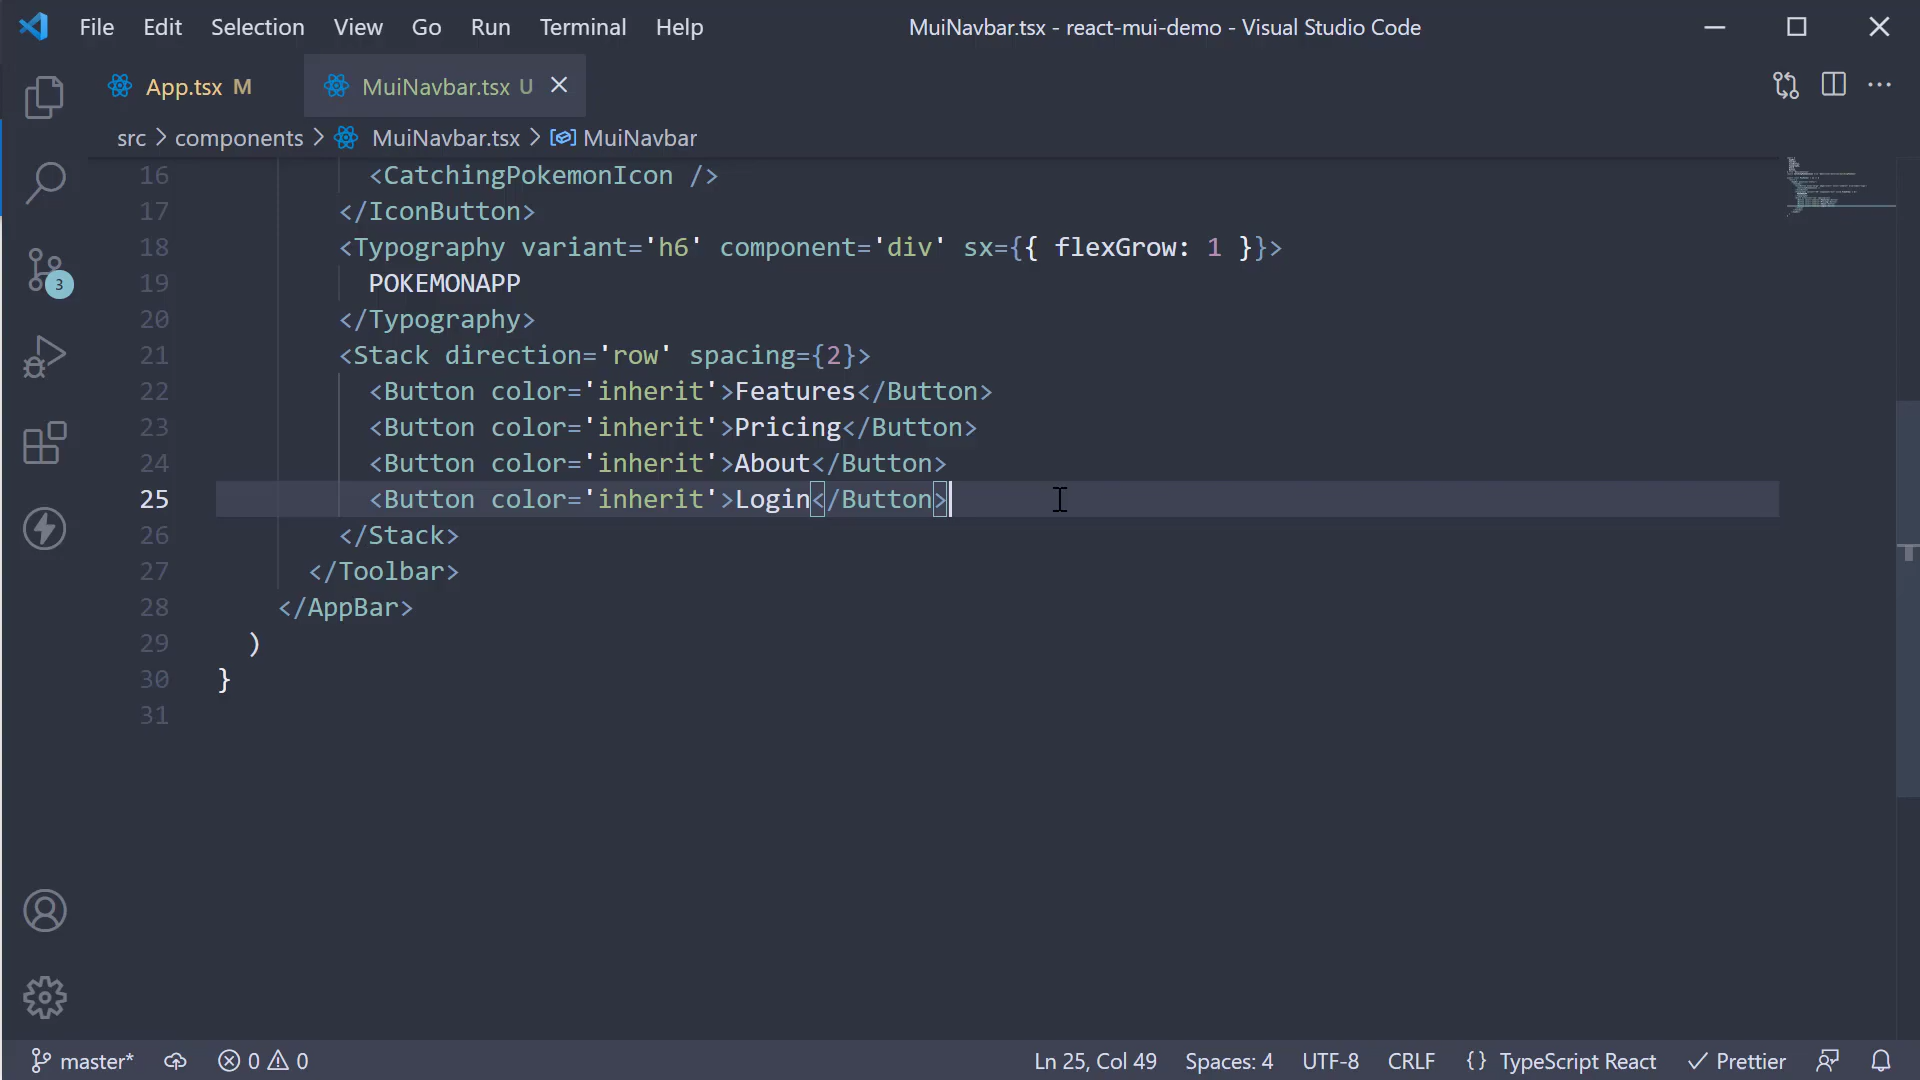 File Edit Selection View Go Run Terminal Help MuiNavbar.tsx - react-mui-demo - Visual Studio Code
App.tsx M MuiNavbar.tsx U
src > components > MuiNavbar.tsx > MuiNavbar
16 <CatchingPokemonIcon />
17 </IconButton>
18 <Typography variant='h6' component='div' sx={{ flexGrow: 1 }}>
19 POKEMONAPP
20 </Typography>
21 <Stack direction='row' spacing={2}>
22 <Button color='inherit'>Features</Button>
23 <Button color='inherit'>Pricing</Button>
24 <Button color='inherit'>About</Button>
25 <Button color='inherit'>Login</Button>
26 </Stack>
27 </Toolbar>
28 </AppBar>
29 )
30 }
31
3
master* 0 0 Ln 25, Col 49 Spaces: 4 UTF-8 CRLF {} TypeScript React Prettier